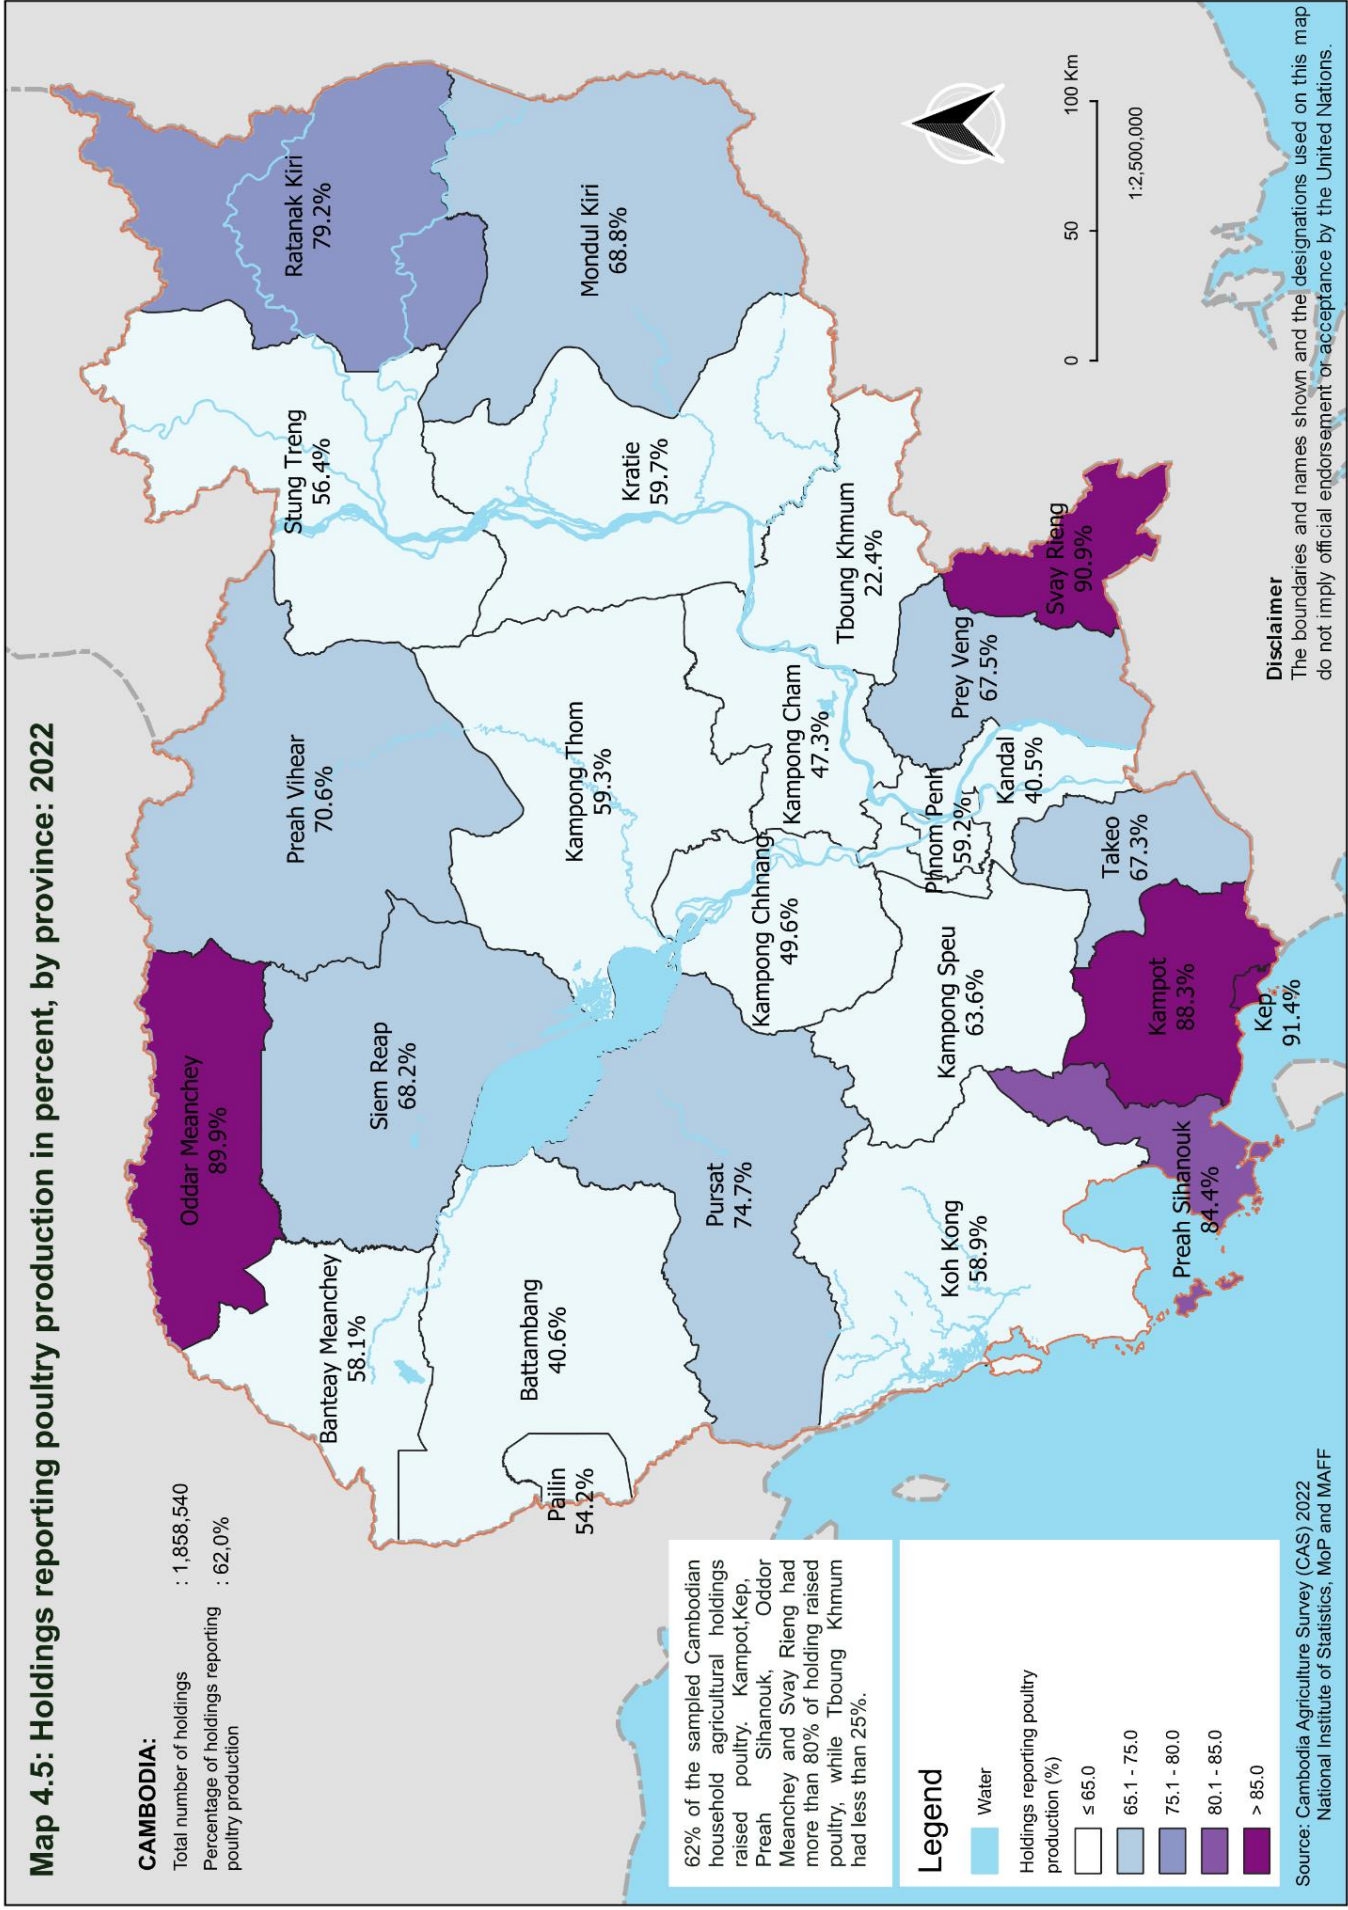 Map 4.5: Holdings reporting poultry production in percent, by province: 2022
CAMBODIA:
Total number of holdings : 1,858,540
Percentage of holdings reporting : 62,0%
poultry production
Oddar Meanchey
89.9%
Preah Vihear
70.6%
Stung Treng
56.4%
Ratanak Kiri
79.2%
Banteay Meanchey
58.1%
Siem Reap
68.2%
Battambang
40.6%
Pailin
54.2%
Kampong Thom
59.3%
Kratie
59.7%
Mondul Kiri
68.8%
Pursat
74.7%
Kampong Chhnang
49.6%
Kampong Cham
47.3%
Tboung Khmum
22.4%
Koh Kong
58.9%
Kampong Speu
63.6%
Phnom Penh
59.2%
Kandal
40.5%
Prey Veng
67.5%
Svay Rieng
90.9%
Takeo
67.3%
Kampot
88.3%
Kep
91.4%
Preah Sihanouk
84.4%
62% of the sampled Cambodian
household agricultural holdings
raised poultry. Kampot,Kep,
Preah Sihanouk, Oddor
Meanchey and Svay Rieng had
more than 80% of holding raised
poultry, while Tboung Khmum
had less than 25%.
Legend
Water
Holdings reporting poultry
production (%)
≤ 65.0
65.1 - 75.0
75.1 - 80.0
80.1 - 85.0
> 85.0
0 50 100 Km
1:2,500,000
Disclaimer
The boundaries and names shown and the designations used on this map
do not imply official endorsement or acceptance by the United Nations.
Source: Cambodia Agriculture Survey (CAS) 2022
National Institute of Statistics, MoP and MAFF